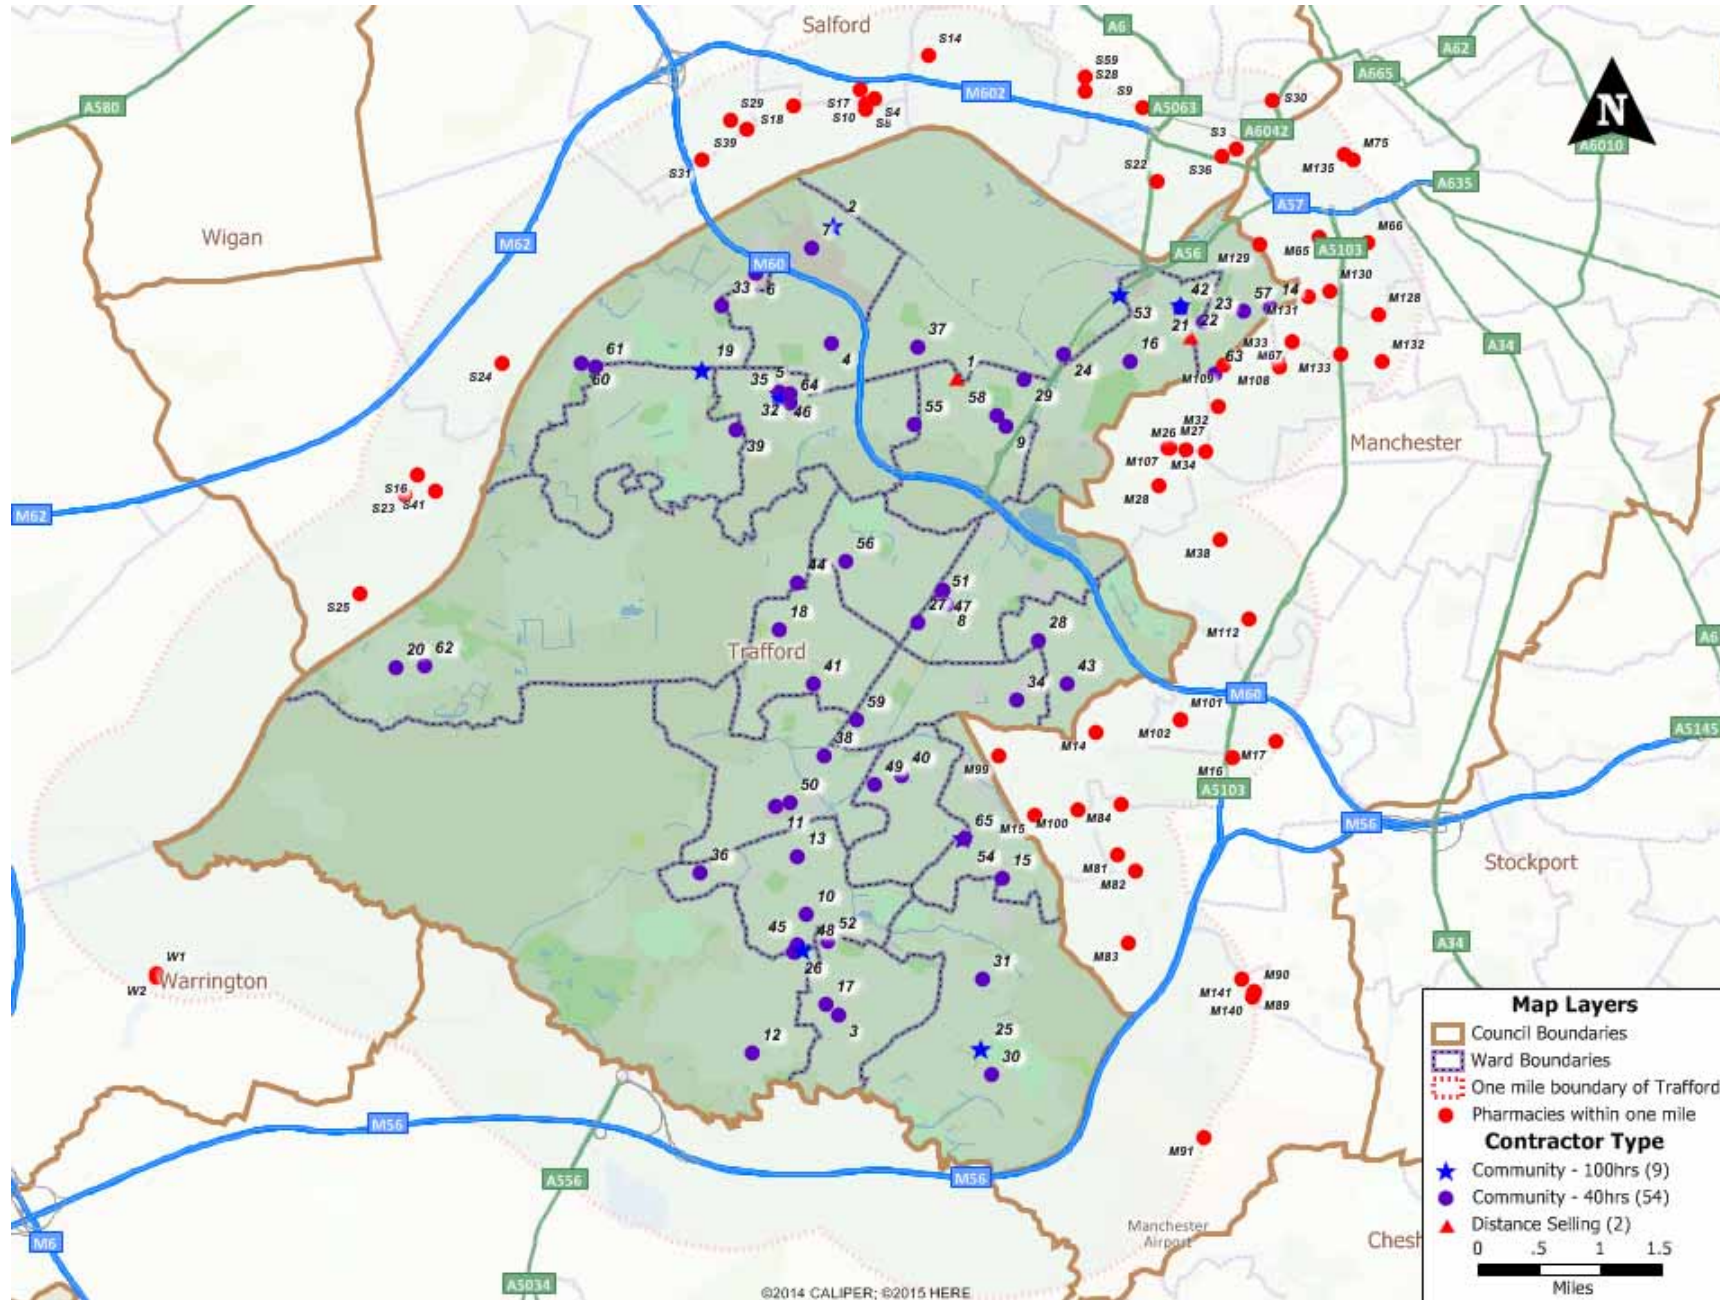 Salford
A6
A62
A665
S14
S59
S28
S9
A5063
S30
A580
M602
S17
S10
S4
S8
S29
S18
S39
S31
S3
A6042
S36
S22
M75
M135
A6010
N
A635
A57
Wigan
M62
2
7
M60
A56
M129
M65
A5103
M66
M130
33
6
53
42
23
21
22
57
14
M131
M128
37
4
61
60
19
S24
5
35
64
32
46
1
24
16
63
M33
M67
M109
M108
M133
M132
A34
39
55
58
29
9
M32
M26
M27
M107
M34
M28
Manchester
S16
S23
S41
M62
M38
56
44
51
27
47
8
18
Trafford
S25
28
M112
A6
20
62
41
43
34
M60
M101
M102
59
M14
M17
M16
A5145
38
M99
49
40
50
11
A5103
M15
M100
M84
M56
65
13
54
15
M81
M82
Stockport
36
10
45
48
52
26
A34
M83
31
W1
W2
Warrington
M90
M141
M140
M89
17
3
12
25
30
M56
M91
A556
M56
M6
A5034
Manchester
Airport
Chesh
©2014 CALIPER; ©2015 HERE
Map Layers
Council Boundaries
Ward Boundaries
One mile boundary of Trafford
Pharmacies within one mile
Contractor Type
Community - 100hrs (9)
Community - 40hrs (54)
Distance Selling (2)
0 .5 1 1.5
Miles